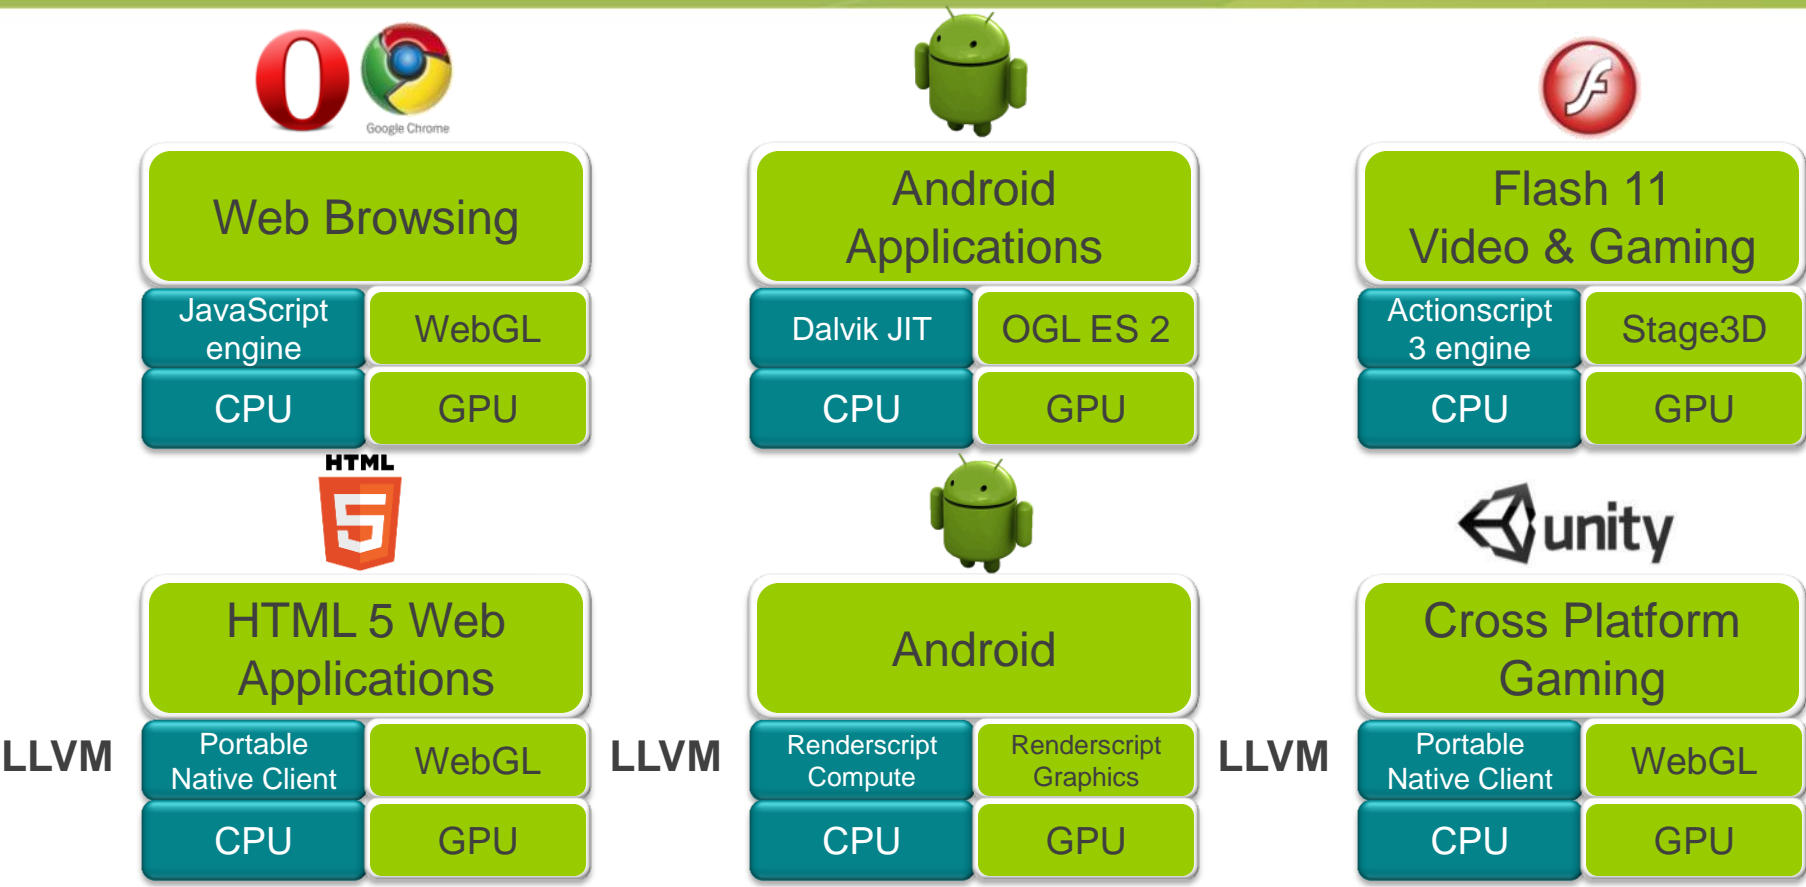 Google Chrome
Web Browsing
JavaScript
engine
WebGL
CPU
GPU
Android
Applications
Dalvik JIT
OGL ES 2
CPU
GPU
Flash 11
Video & Gaming
Actionscript
3 engine
Stage3D
CPU
GPU
HTML
5
HTML 5 Web
Applications
LLVM
Portable
Native Client
WebGL
CPU
GPU
Android
LLVM
Renderscript
Compute
Renderscript
Graphics
CPU
GPU
unity
Cross Platform
Gaming
LLVM
Portable
Native Client
WebGL
CPU
GPU